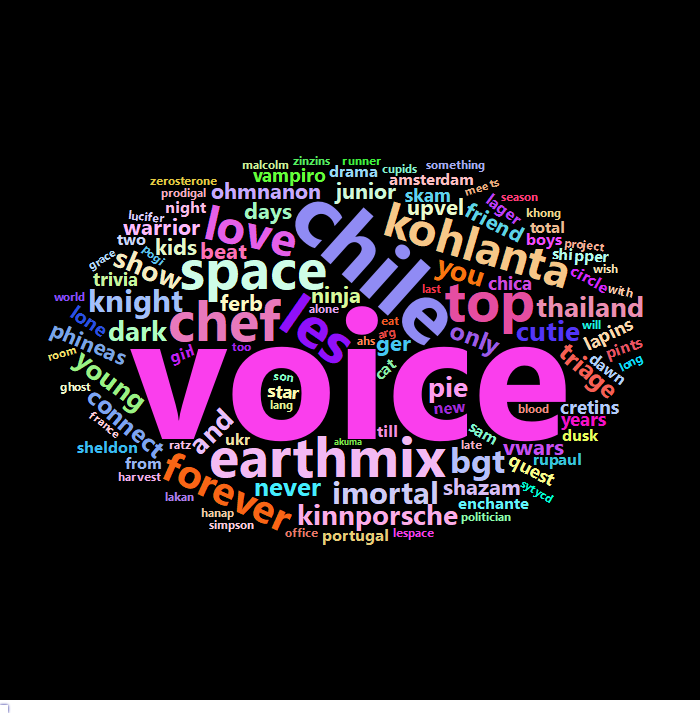 malcolm zinzins runner cupids something
zerosterone vampiro drama amsterdam meets
prodigal ohmnanon junior skam lager season
lucifer night days upvel friend khong
warrior love chile kohlanta total
two pogi kids beat boys project
grace show space you shipper wish
trivia chica circle with
world knight ferb ninja top thailand
lone dark chef les alone eat only cutie will lapins
phineas arg
room girl too ahs ger triage pints
young voice cat dawn long
ghost connect son star pie
france lang new blood cretins
and akuma till sam years
sheldon ratz ukr late vwars dusk
from earthmix bgt quest rupaul
harvest forever never shazam sytycd
lakan imortal enchante
hanap kinnporsche politician
simpson office portugal lespace
last